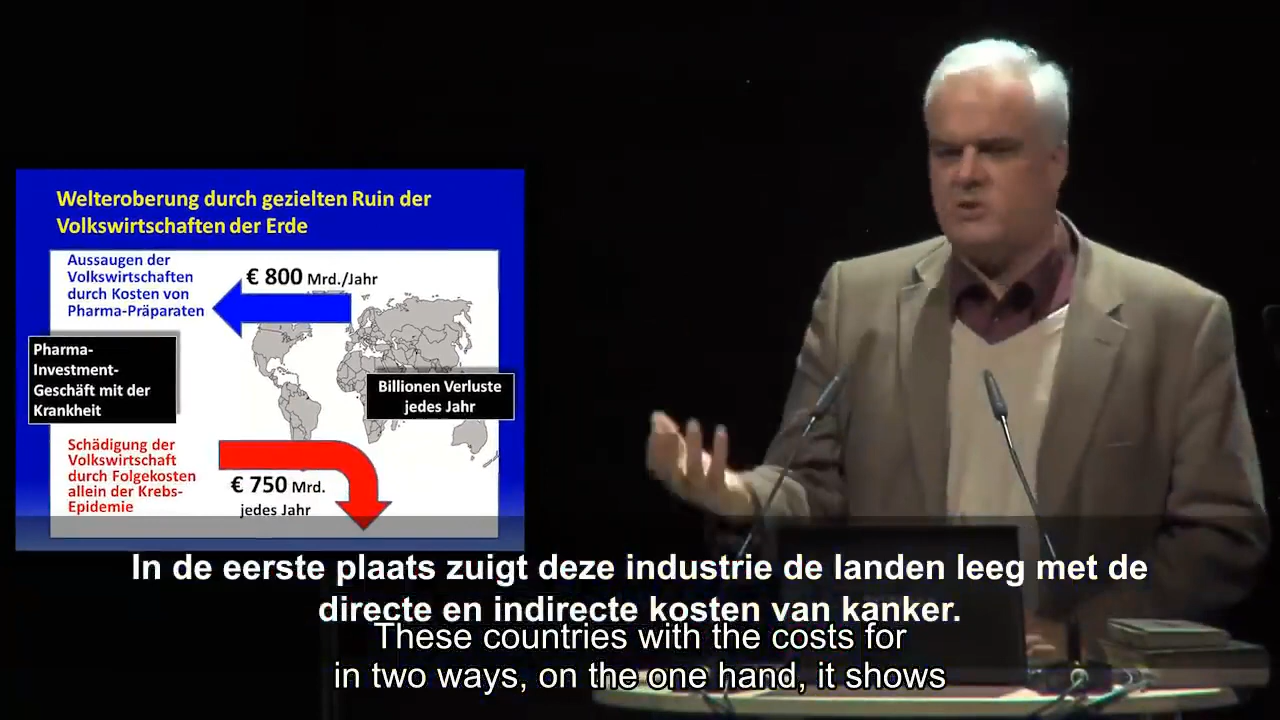 Welteroberung durch gezielten Ruin der
Volkswirtschaften der Erde
Aussaugen der
Volkswirtschaften
durch Kosten von
Pharma-Präparaten
€ 800 Mrd./Jahr
Pharma-
Investment-
Geschäft mit der
Krankheit
Billionen Verluste
jedes Jahr
Schädigung der
Volkswirtschaft
durch Folgekosten
allein der Krebs-
Epidemie
€ 750 Mrd.
jedes Jahr
In de eerste plaats zuigt deze industrie de landen leeg met de
directe en indirecte kosten van kanker.
These countries with the costs for
in two ways, on the one hand, it shows